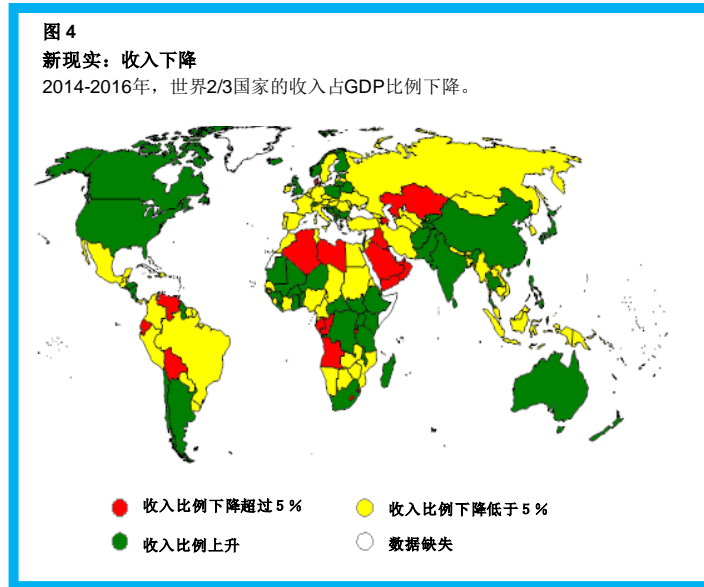 图 4
新现实：收入下降
2014-2016年，世界2/3国家的收入占GDP比例下降。
收入比例下降超过 5 %
收入比例下降低于 5 %
收入比例上升
数据缺失